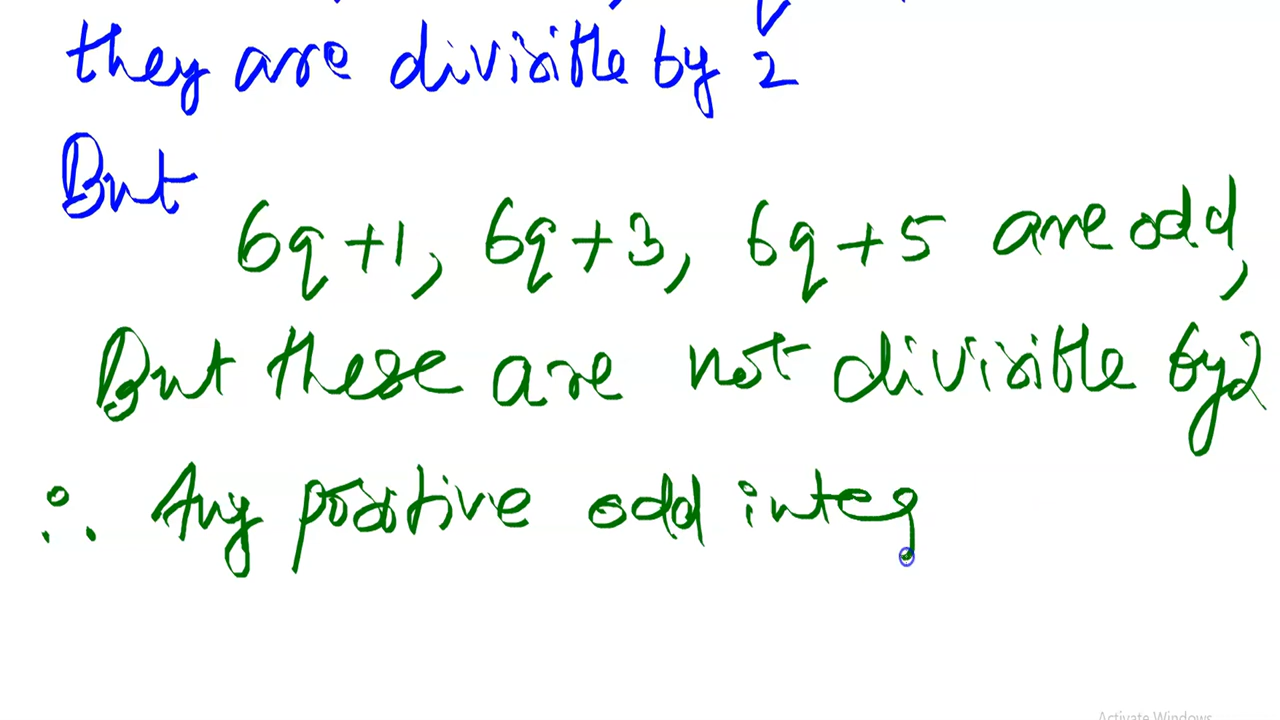 they are divisible by 2
But
6q +1, 6q + 3, 6q + 5 are odd,
But these are not divisible by 2
∴ Any positive odd integ
Activate Windows